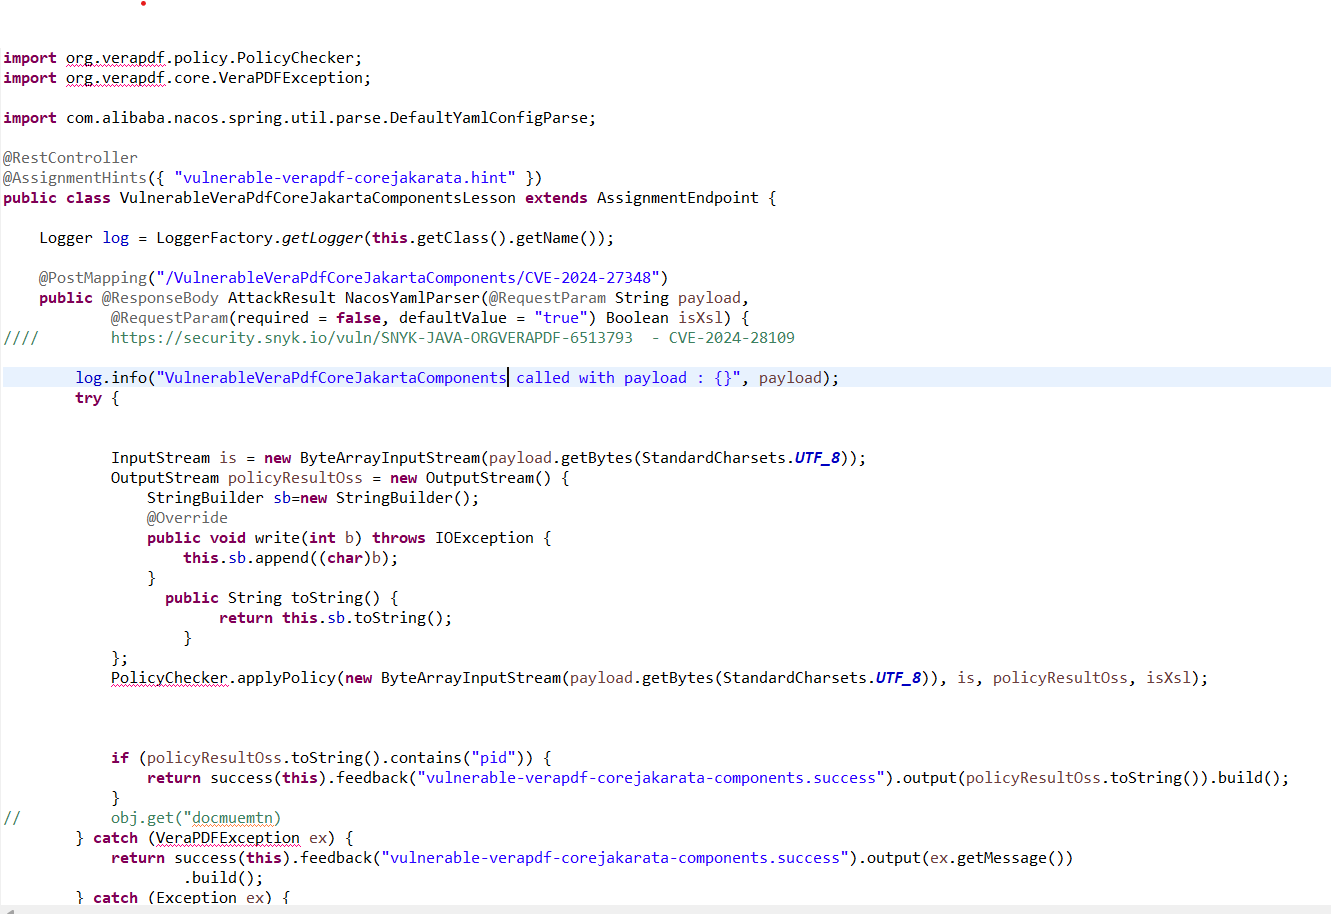 import org.verapdf.policy.PolicyChecker;
import org.verapdf.core.VeraPDFException;
import com.alibaba.nacos.spring.util.parse.DefaultYamlConfigParse;
@RestController
@AssignmentHints({ "vulnerable-verapdf-corejakarata.hint" })
public class VulnerableVeraPdfCoreJakartaComponentsLesson extends AssignmentEndpoint {
Logger log = LoggerFactory.getLogger(this.getClass().getName());
@PostMapping("/VulnerableVeraPdfCoreJakartaComponents/CVE-2024-27348")
public @ResponseBody AttackResult NacosYamlParser(@RequestParam String payload,
@RequestParam(required = false, defaultValue = "true") Boolean isXsl) {
//// https://security.snyk.io/vuln/SNYK-JAVA-ORGVERAPDF-6513793 - CVE-2024-28109
log.info("VulnerableVeraPdfCoreJakartaComponents called with payload : {}", payload);
try {
InputStream is = new ByteArrayInputStream(payload.getBytes(StandardCharsets.UTF_8));
OutputStream policyResultOss = new OutputStream() {
StringBuilder sb=new StringBuilder();
@Override
public void write(int b) throws IOException {
this.sb.append((char)b);
}
public String toString() {
return this.sb.toString();
}
};
PolicyChecker.applyPolicy(new ByteArrayInputStream(payload.getBytes(StandardCharsets.UTF_8)), is, policyResultOss, isXsl);
if (policyResultOss.toString().contains("pid")) {
return success(this).feedback("vulnerable-verapdf-corejakarata-components.success").output(policyResultOss.toString()).build();
}
// obj.get("docmuemtn)
} catch (VeraPDFException ex) {
return success(this).feedback("vulnerable-verapdf-corejakarata-components.success").output(ex.getMessage())
.build();
} catch (Exception ex) {